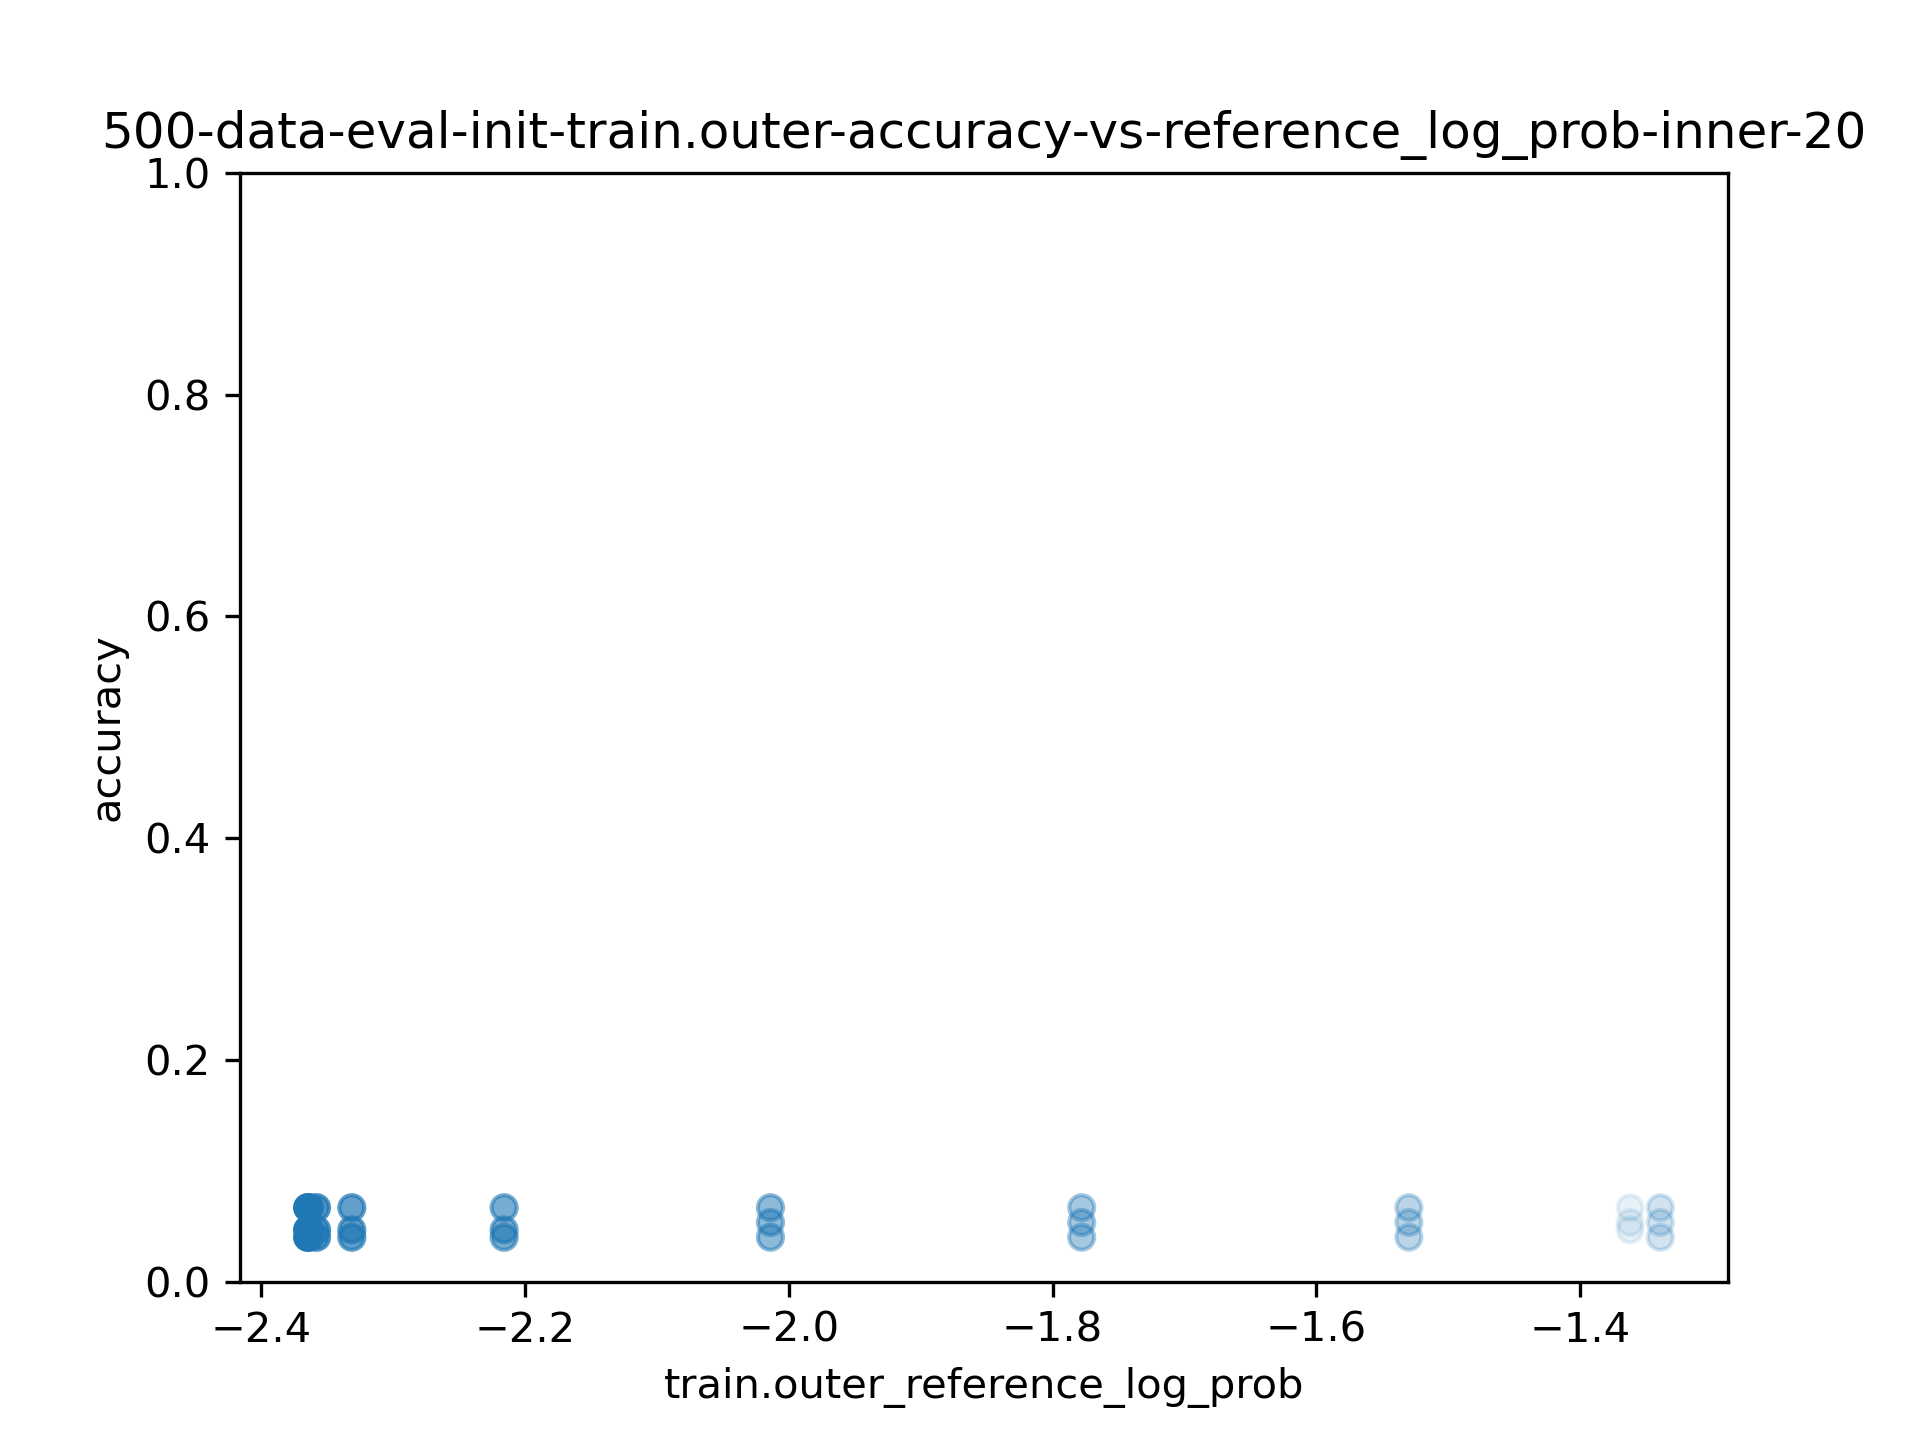 500-data-eval-init-train.outer-accuracy-vs-reference_log_prob-inner-20
1.0
0.8
0.6
0.4
0.2
0.0
accuracy
−2.4 −2.2 −2.0 −1.8 −1.6 −1.4
train.outer_reference_log_prob